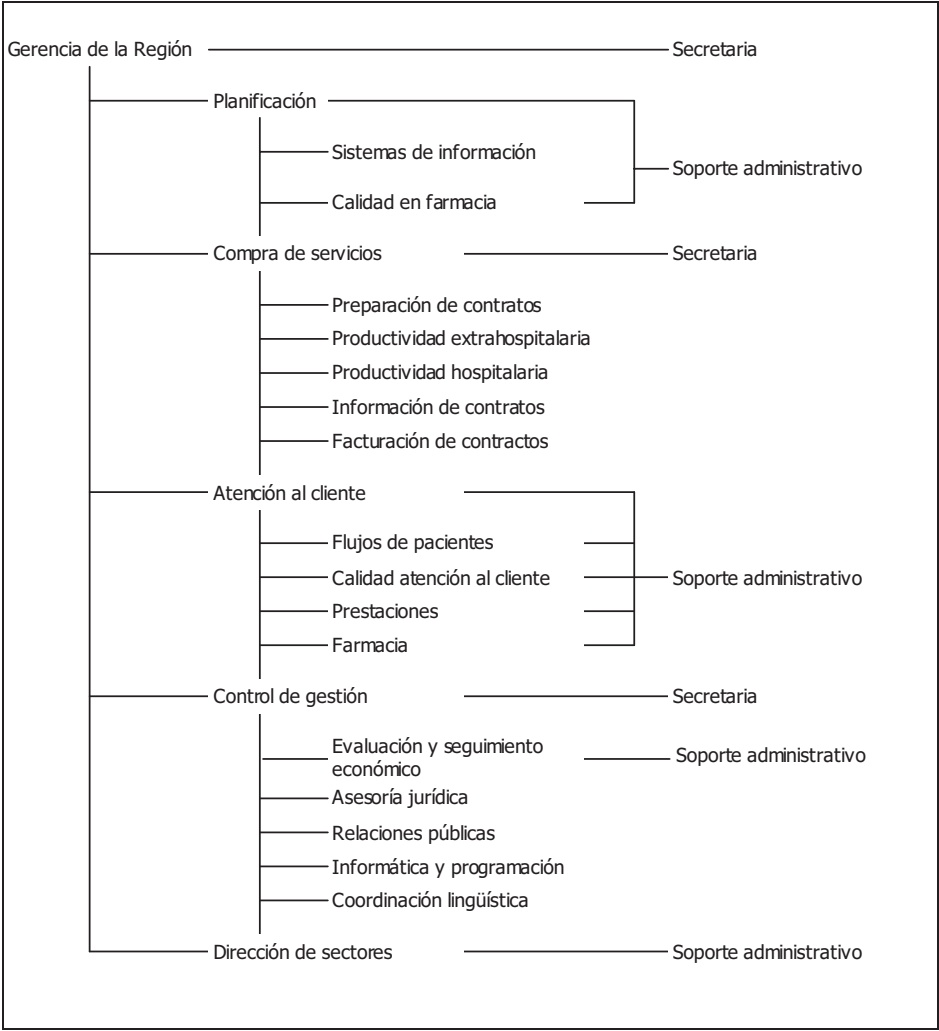 Gerencia de la Región Secretaria
Planificación
Sistemas de información
Soporte administrativo
Calidad en farmacia
Compra de servicios Secretaria
Preparación de contratos
Productividad extrahospitalaria
Productividad hospitalaria
Información de contratos
Facturación de contractos
Atención al cliente
Flujos de pacientes
Calidad atención al cliente Soporte administrativo
Prestaciones
Farmacia
Control de gestión Secretaria
Evaluación y seguimiento
económico
Soporte administrativo
Asesoría jurídica
Relaciones públicas
Informática y programación
Coordinación lingüística
Dirección de sectores Soporte administrativo